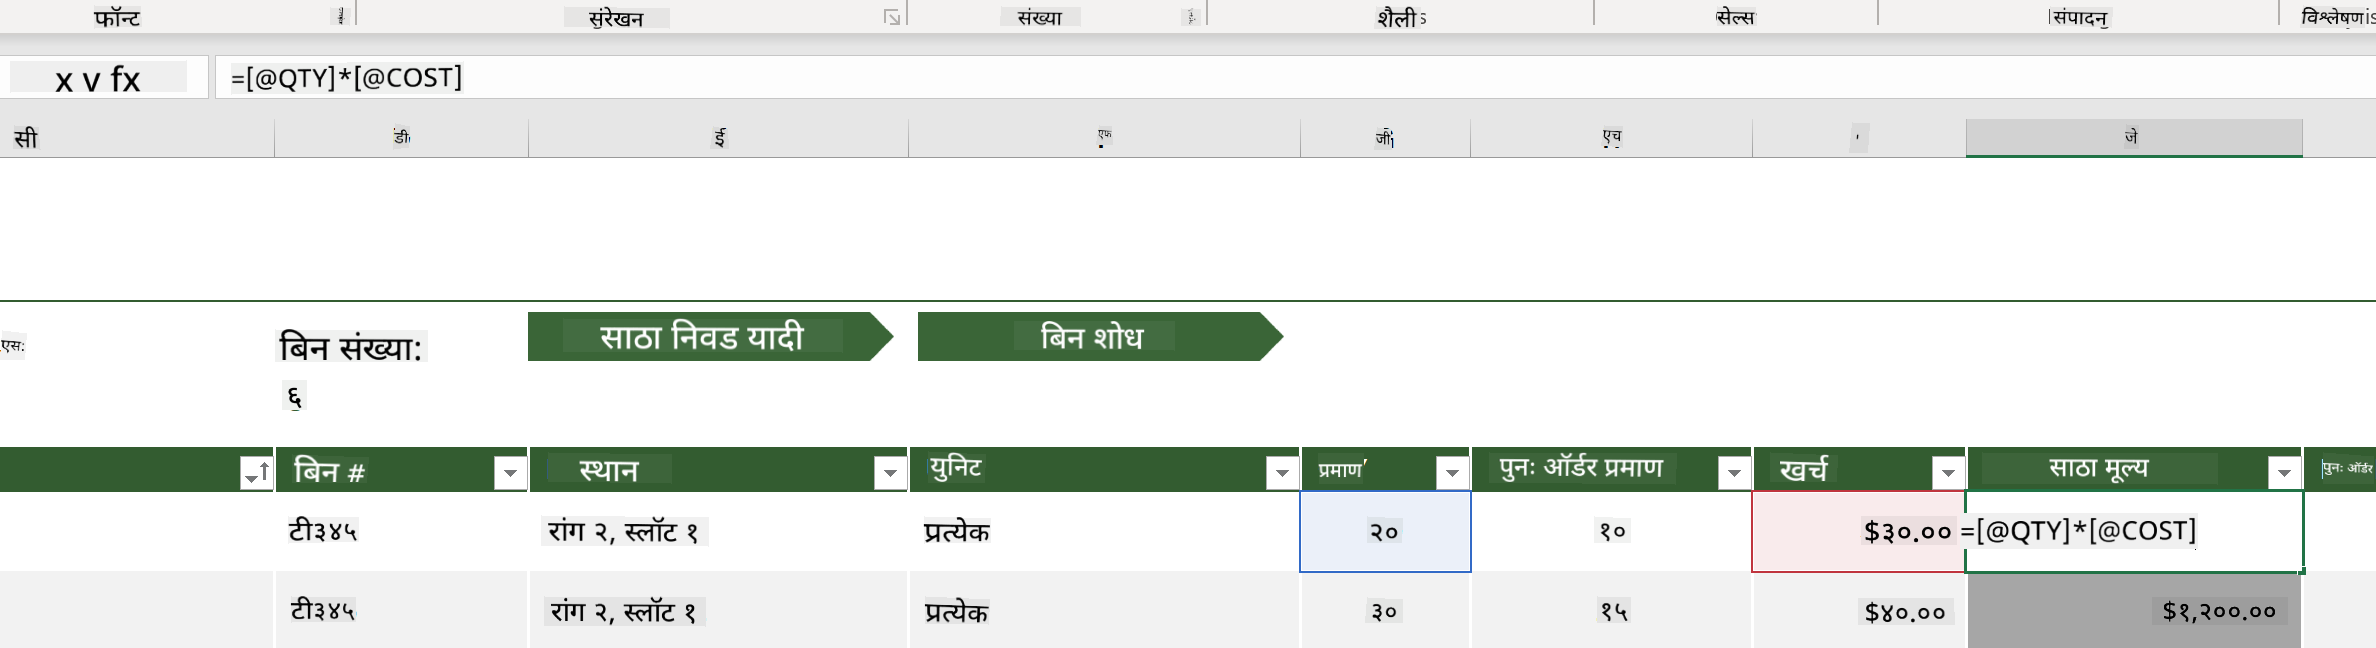 फॉन्ट संरेखन संख्या शैली सेल्स संपादन विश्लेषण
x v fx =[@QTY]*[@COST]
सी डी ई एफ जी एच जे
एस: बिन संख्या: साठा निवड यादी बिन शोध
६
बिन # स्थान युनिट प्रमाण पुनः ऑर्डर प्रमाण खर्च साठा मूल्य पुनः ऑर्डर
टी३४५ रांग २, स्लॉट १ प्रत्येक २० १० $३०.०० =[@QTY]*[@COST]
टी३४५ रांग २, स्लॉट १ प्रत्येक ३० १५ $४०.०० $१,२००.००